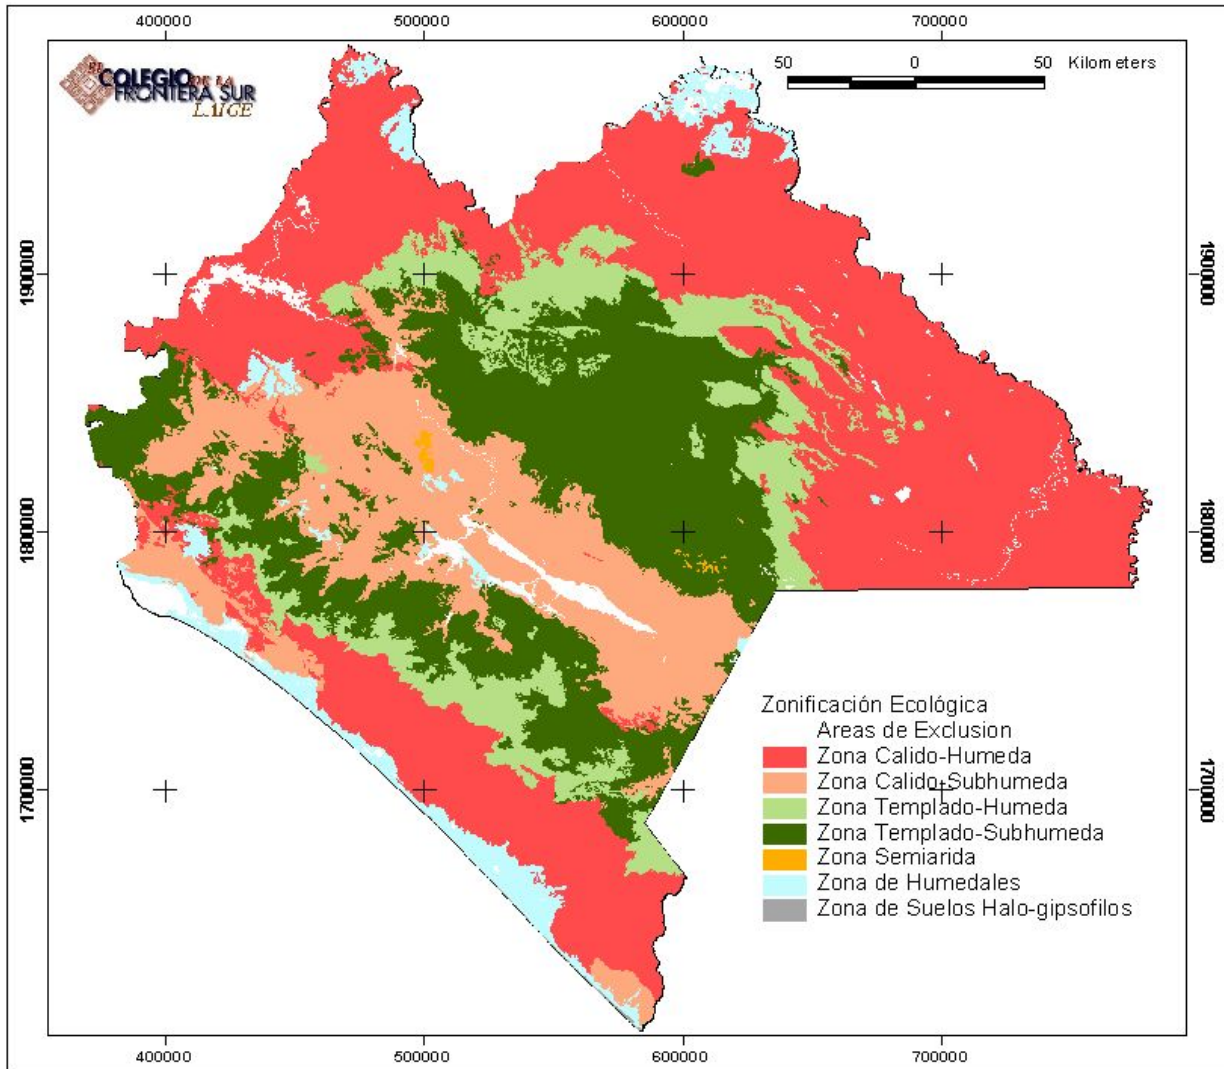 400000 500000 600000 700000
EL
COLEGIO DE LA
FRONTERA SUR
LAIGE
50 0 50 Kilometers
1900000 1900000
1800000 1800000
1700000 1700000
Zonificación Ecológica
Areas de Exclusion
Zona Calido-Humeda
Zona Calido-Subhumeda
Zona Templado-Humeda
Zona Templado-Subhumeda
Zona Semiarida
Zona de Humedales
Zona de Suelos Halo-gipsofilos
400000 500000 600000 700000